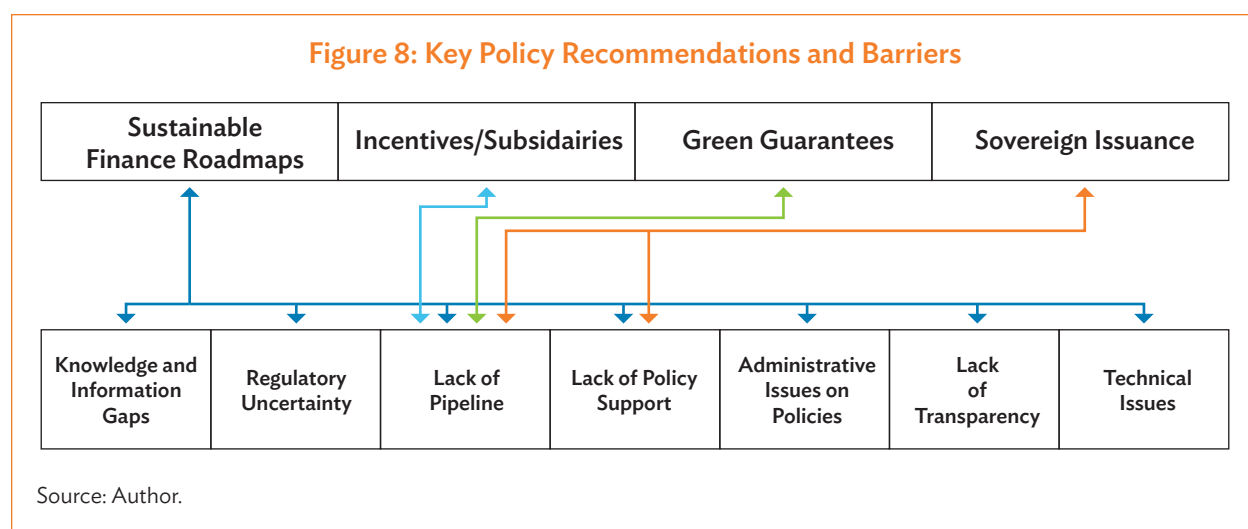 Figure 8: Key Policy Recommendations and Barriers
Sustainable
Finance Roadmaps
Incentives/Subsidairies
Green Guarantees
Sovereign Issuance
Knowledge and
Information
Gaps
Regulatory
Uncertainty
Lack of
Pipeline
Lack of Policy
Support
Administrative
Issues on
Policies
Lack
of
Transparency
Technical
Issues
Source: Author.